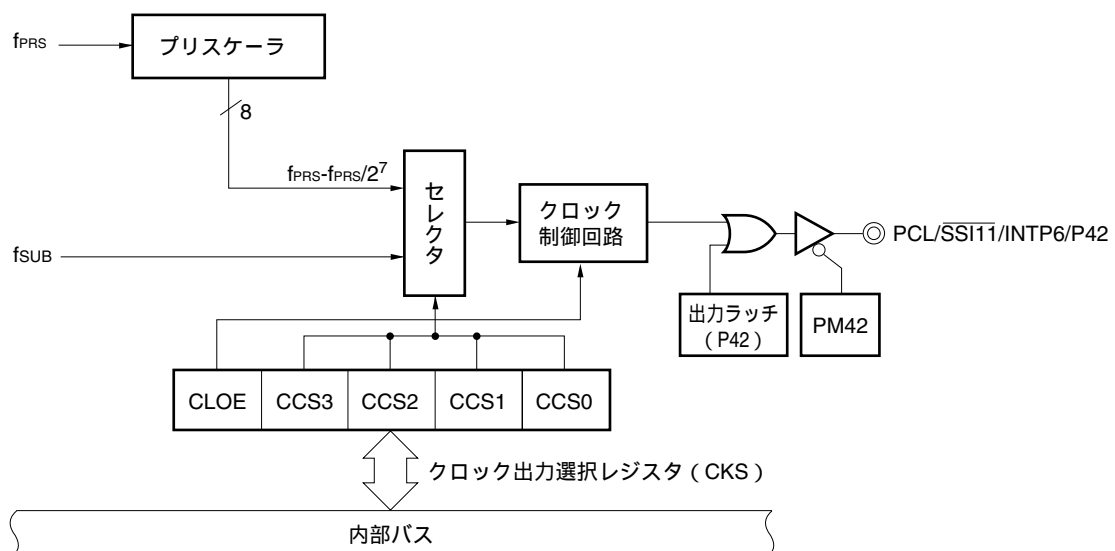 fPRS
プリスケーラ
8
fPRS-fPRS/2⁷
セレクタ
クロック
制御回路
PCL/SSI11/INTP6/P42
fSUB
出力ラッチ
(P42)
PM42
CLOE CCS3 CCS2 CCS1 CCS0
クロック出力選択レジスタ(CKS)
内部バス